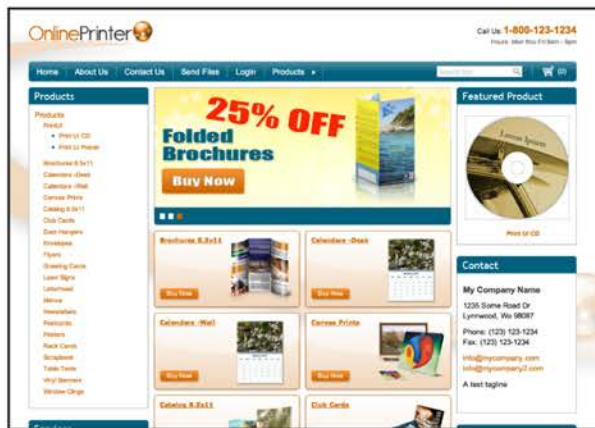 OnlinePrinter
Call Us: 1-800-123-1234
Home
About Us
Contact Us
Send Files
Login
Products
(0)
Products
Products
Print Ui CD
Brochures 8.5x11
Calendars -Desk
Calendars -Wall
Canvas Prints
Catalog 8.5x11
Club Cards
Door Hangers
Envelopes
Flyers
Greeting Cards
Lawn Signs
Letterhead
Menus
Newsletters
Postcards
Posters
Rack Cards
Scrapbook
Table Tents
Vinyl Banners
Window Clings
25% OFF
Folded
Brochures
Buy Now
Brochures 8.5x11
Buy Now
Calendars -Desk
Buy Now
Calendars -Wall
Buy Now
Canvas Prints
Buy Now
Catalog 8.5x11
Club Cards
Featured Product
Lorem Ipsum
Print Ui CD
Contact
My Company Name
1235 Some Road Dr
Lynnwood, Wa 98087
Phone: (123) 123-1234
Fax: (123) 123-1234
info@mycompany.com
info@mycompany2.com
A test tagline